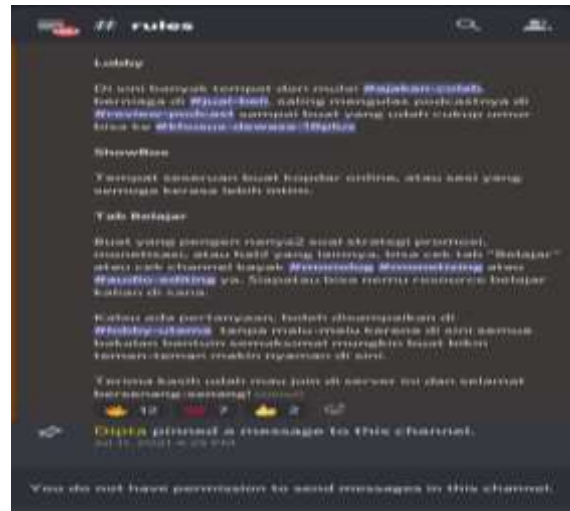 # rules
Lobby
Di sini banyak tempat dari mulai #ajakan-colab,
berniaga di #jual-beli, saling mengulas podcastnya di
#review-podcast sampai buat yang udah cukup umur
bisa ke #khusus-dewasa-18plus
ShowBox
Tempat seseruan buat kopdar online, atau sesi yang
semoga kerasa lebih intim.
Tab Belajar
Buat yang pengen nanya2 soal strategi promosi,
monetisasi, atau hal2 yang lainnya, bisa cek tab "Belajar"
atau cek channel kayak #monolog #monetizing atau
#audio-editing ya. Siapatau bisa nemu resource belajar
kalian di sana.
Kalau ada pertanyaan, boleh disampaikan di
#lobby-utama tanpa malu-malu karena di sini semua
bakalan bantuin semaksimal mungkin buat bikin
teman-teman makin nyaman di sini.
Terima kasih udah mau join di server ini dan selamat
bersenang-senang!
12 7 2
Dipta pinned a message to this channel.
You do not have permission to send messages in this channel.